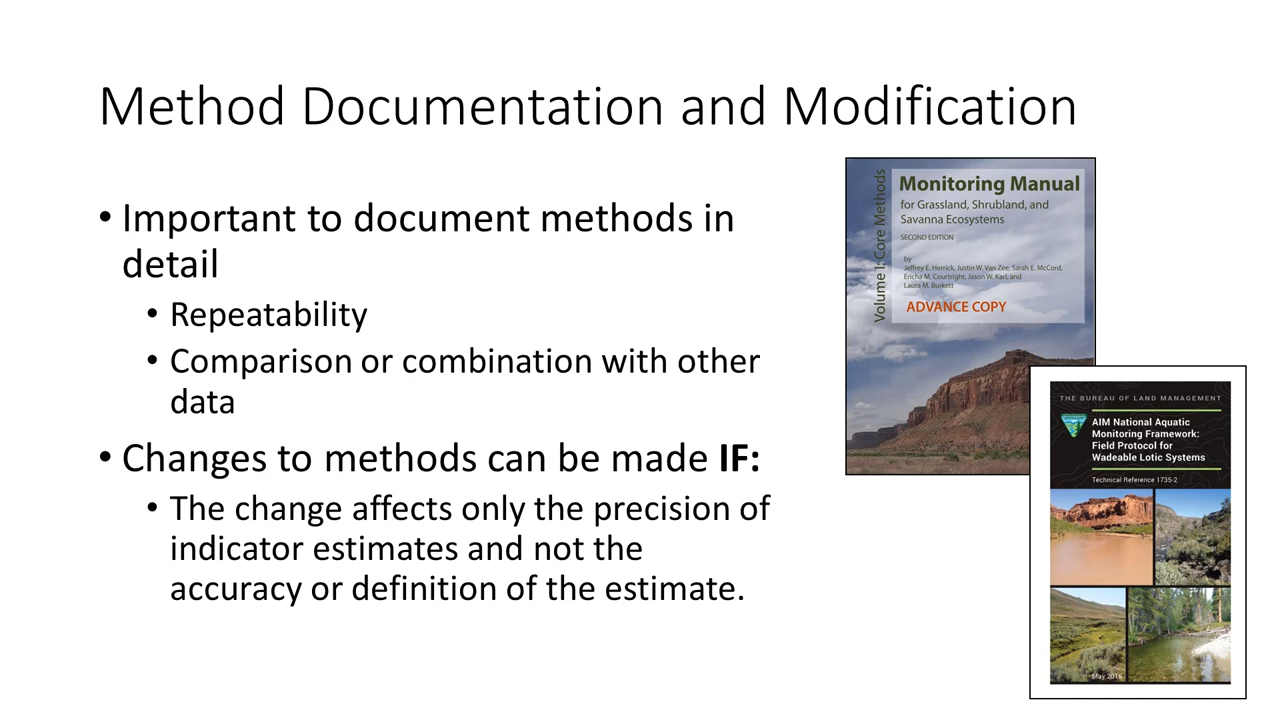 Method Documentation and Modification
• Important to document methods in
detail
• Repeatability
• Comparison or combination with other
data
• Changes to methods can be made IF:
• The change affects only the precision of
indicator estimates and not the
accuracy or definition of the estimate.
Volume I: Core Methods
Monitoring Manual
for Grassland, Shrubland, and
Savanna Ecosystems
SECOND EDITION
by
Jeffrey E. Herrick, Justin W. Van Zee, Sarah E. McCord,
Ericha M. Courtright, Jason W. Karl, and
Laura M. Burkett
ADVANCE COPY
THE BUREAU OF LAND MANAGEMENT
AIM National Aquatic
Monitoring Framework:
Field Protocol for
Wadeable Lotic Systems
Technical Reference 1735-2
May 2016